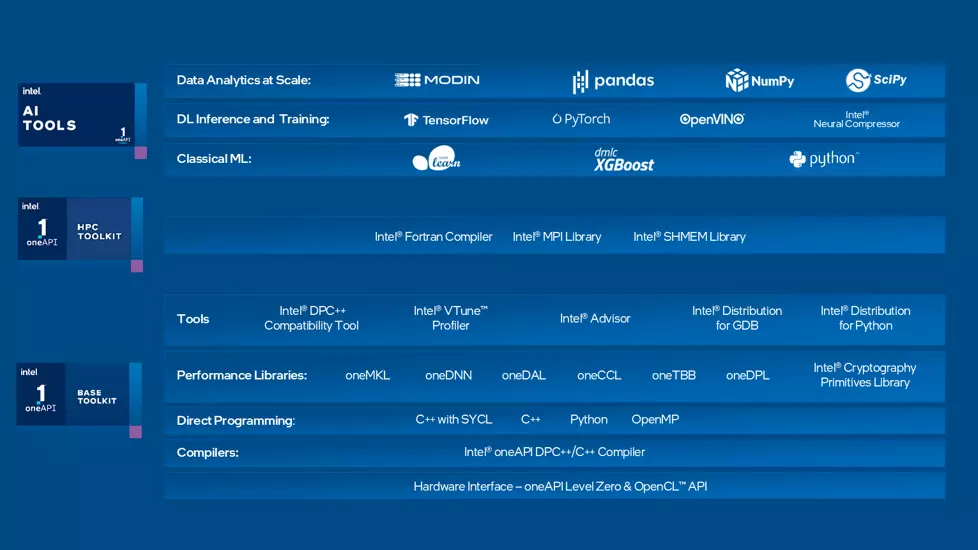 intel
AI
TOOLS
1
oneAPI
Data Analytics at Scale:
MODIN
pandas
NumPy
SciPy
DL Inference and Training:
TensorFlow
PyTorch
OpenVINO
Intel®
Neural Compressor
Classical ML:
learn
dmlc
XGBoost
python™
intel
1
oneAPI
HPC
TOOLKIT
Intel® Fortran Compiler
Intel® MPI Library
Intel® SHMEM Library
intel
1
oneAPI
BASE
TOOLKIT
Tools
Intel® DPC++
Compatibility Tool
Intel® VTune™
Profiler
Intel® Advisor
Intel® Distribution
for GDB
Intel® Distribution
for Python
Performance Libraries:
oneMKL
oneDNN
oneDAL
oneCCL
oneTBB
oneDPL
Intel® Cryptography
Primitives Library
Direct Programming:
C++ with SYCL
C++
Python
OpenMP
Compilers:
Intel® oneAPI DPC++/C++ Compiler
Hardware Interface – oneAPI Level Zero & OpenCL™ API